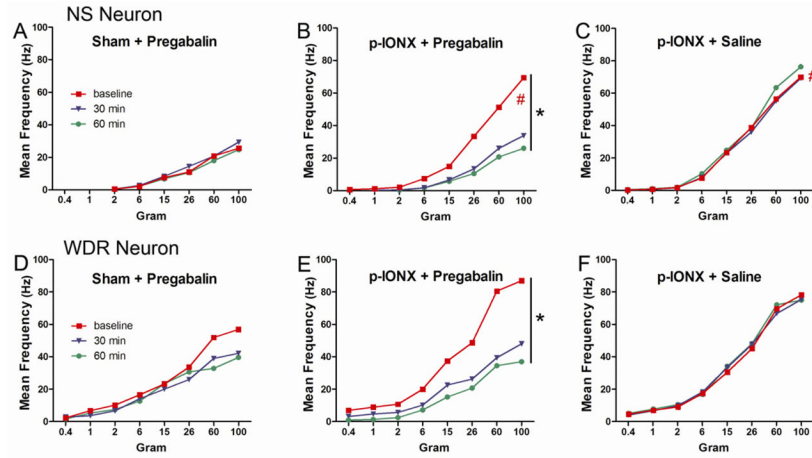 NS Neuron
A
Sham + Pregabalin
Mean Frequency (Hz)
100
80
60
40
20
0
baseline
30 min
60 min
0.4 1 2 6 15 26 60 100
Gram
B
p-IONX + Pregabalin
Mean Frequency (Hz)
100
80
60
40
20
0
#
*
0.4 1 2 6 15 26 60 100
Gram
C
p-IONX + Saline
Mean Frequency (Hz)
100
80
60
40
20
0
#
0.4 1 2 6 15 26 60 100
Gram
WDR Neuron
D
Sham + Pregabalin
Mean Frequency (Hz)
100
80
60
40
20
0
baseline
30 min
60 min
0.4 1 2 6 15 26 60 100
Gram
E
p-IONX + Pregabalin
Mean Frequency (Hz)
100
80
60
40
20
0
*
0.4 1 2 6 15 26 60 100
Gram
F
p-IONX + Saline
Mean Frequency (Hz)
100
80
60
40
20
0
0.4 1 2 6 15 26 60 100
Gram